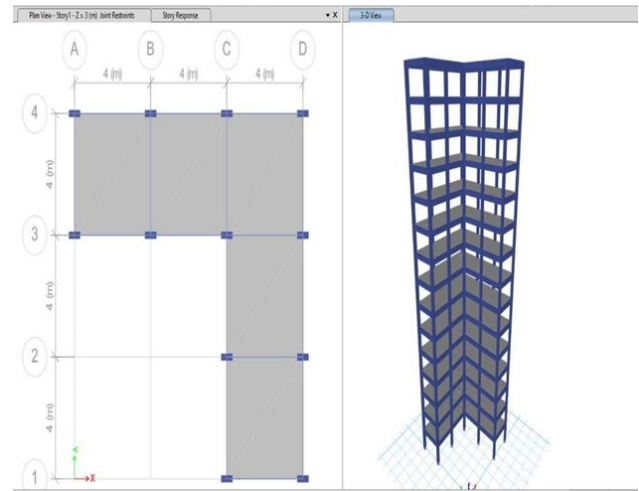 Plan View - Story1 - Z = 3 (m) Joint Restraints
Story Response
3-D View
A B C D
4 (m) 4 (m) 4 (m)
4
4 (m)
3
4 (m)
2
4 (m)
1
Y
X